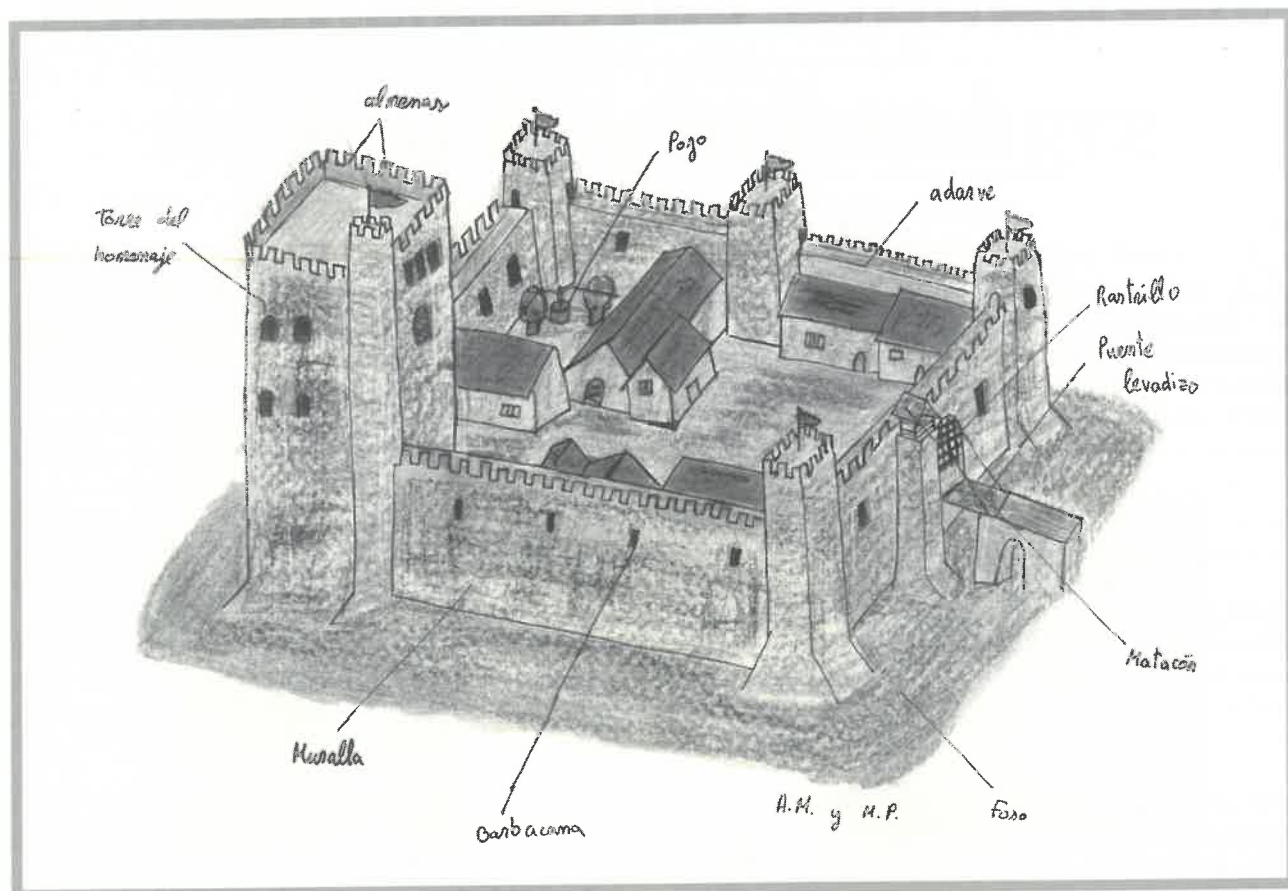 almenas
Pozo
adarve
Torre del
homenaje
Rastrillo
Puente
levadizo
Matacán
Muralla
Barbacana
A.M. y M.P.
Foso